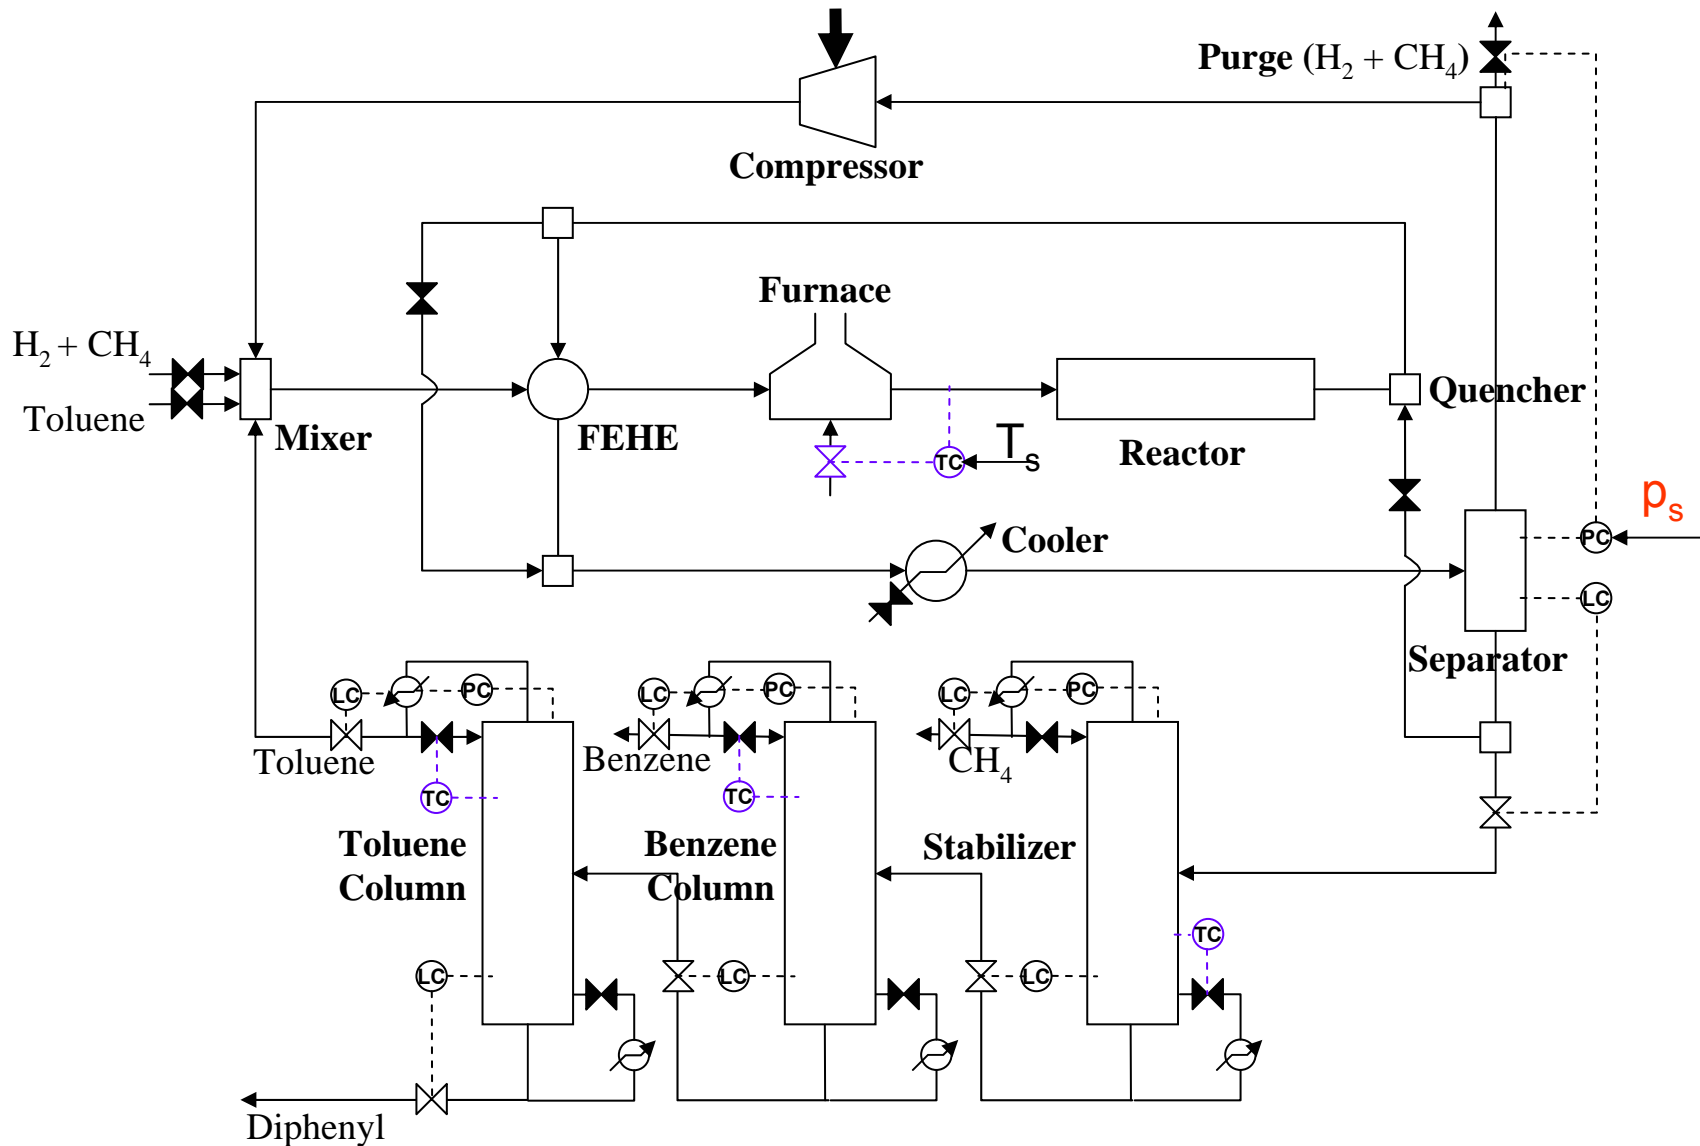 Purge (H2 + CH4)
Compressor
Furnace
H2 + CH4
Toluene
Mixer
FEHE
Quencher
Reactor
TC
Ts
ps
PC
Cooler
LC
Separator
LC
PC
LC
PC
LC
PC
Toluene
Benzene
CH4
TC
TC
Toluene
Column
Benzene
Column
Stabilizer
TC
LC
LC
LC
Diphenyl